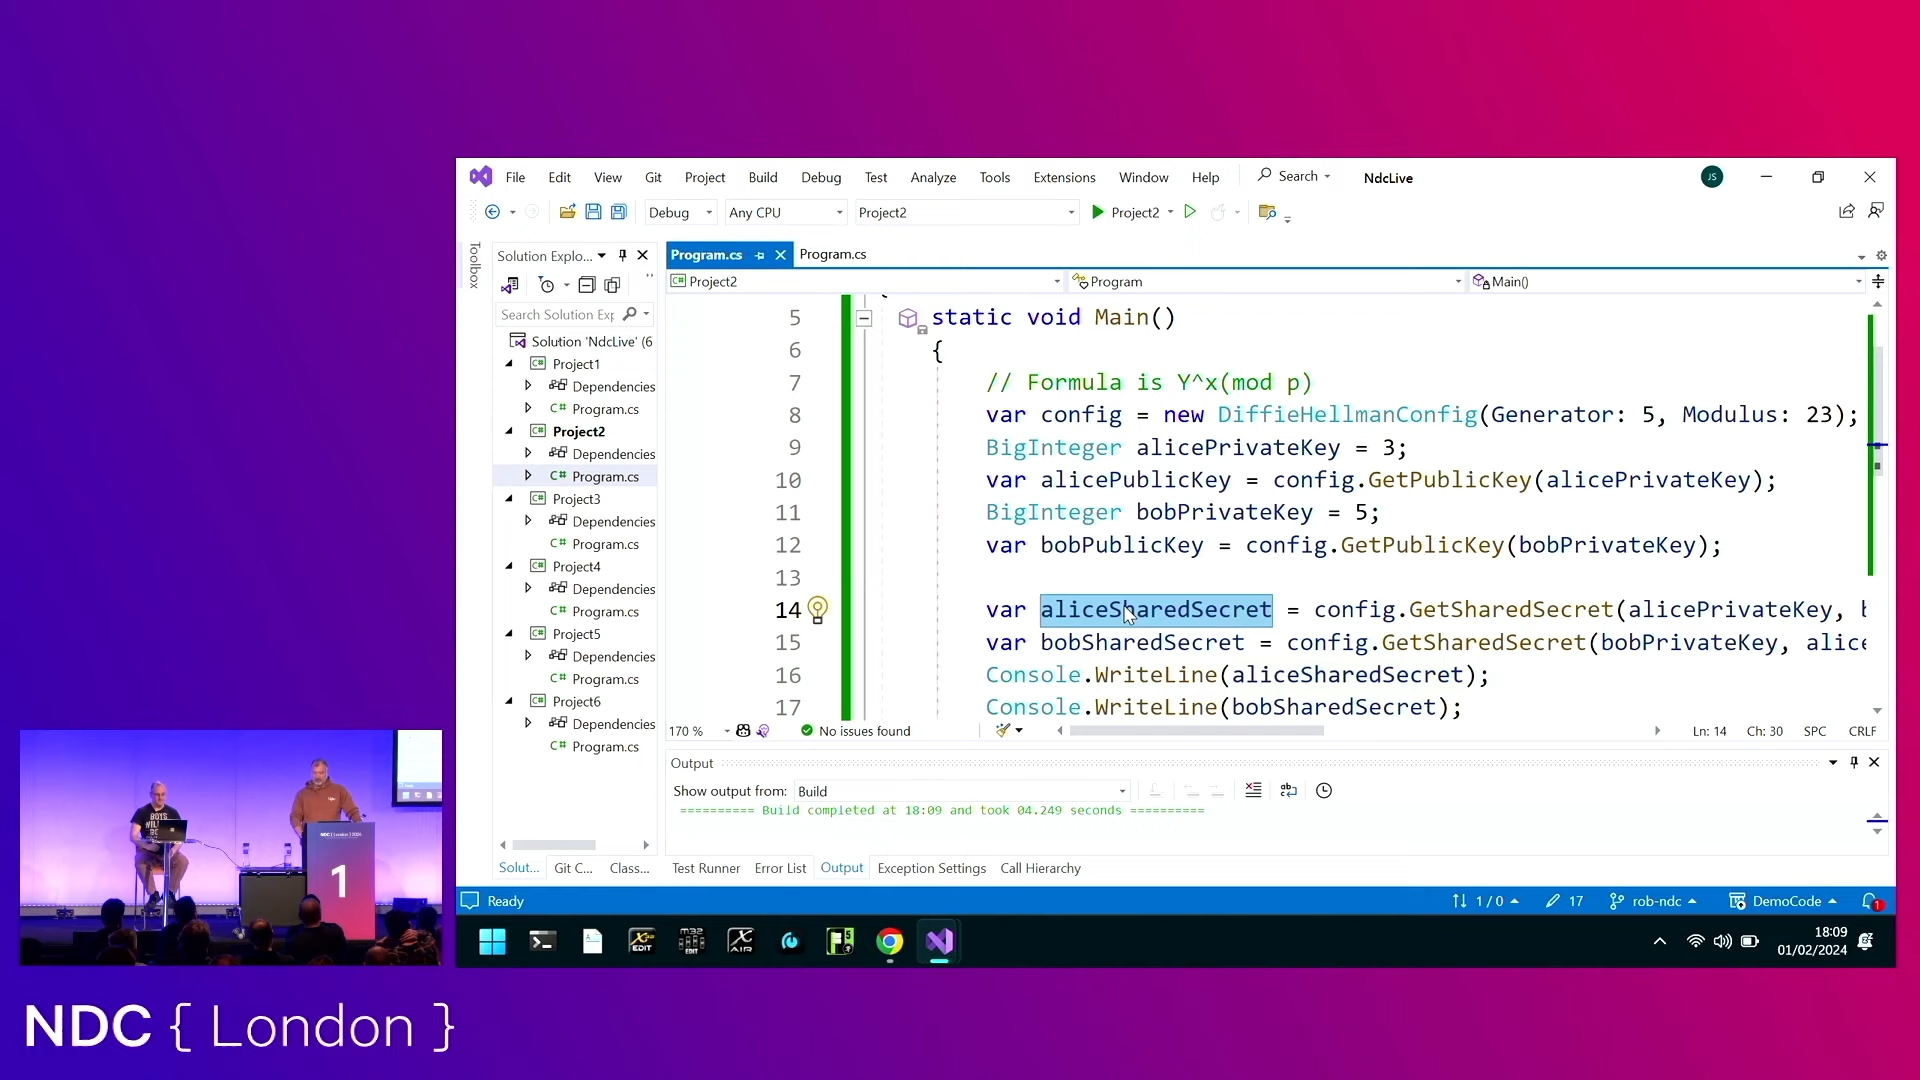 File Edit View Git Project Build Debug Test Analyze Tools Extensions Window Help Search NdcLive JS
Debug Any CPU Project2 Project2
Toolbox
Solution Explo...
Program.cs Program.cs
Project2 Program Main()
Search Solution Exp
Solution 'NdcLive' (6
Project1
Dependencies
C# Program.cs
Project2
Dependencies
C# Program.cs
Project3
Dependencies
C# Program.cs
Project4
Dependencies
C# Program.cs
Project5
Dependencies
C# Program.cs
Project6
Dependencies
C# Program.cs
5 static void Main()
6 {
7 // Formula is Y^x(mod p)
8 var config = new DiffieHellmanConfig(Generator: 5, Modulus: 23);
9 BigInteger alicePrivateKey = 3;
10 var alicePublicKey = config.GetPublicKey(alicePrivateKey);
11 BigInteger bobPrivateKey = 5;
12 var bobPublicKey = config.GetPublicKey(bobPrivateKey);
13
14 var aliceSharedSecret = config.GetSharedSecret(alicePrivateKey, b
15 var bobSharedSecret = config.GetSharedSecret(bobPrivateKey, alice
16 Console.WriteLine(aliceSharedSecret);
17 Console.WriteLine(bobSharedSecret);
170 % No issues found Ln: 14 Ch: 30 SPC CRLF
Output
Show output from: Build
========== Build completed at 18:09 and took 04.249 seconds ==========
Solut... Git C... Class... Test Runner Error List Output Exception Settings Call Hierarchy
Ready 1 / 0 17 rob-ndc DemoCode 1
18:09
01/02/2024
NDC { London } 2024
1
NDC { London }